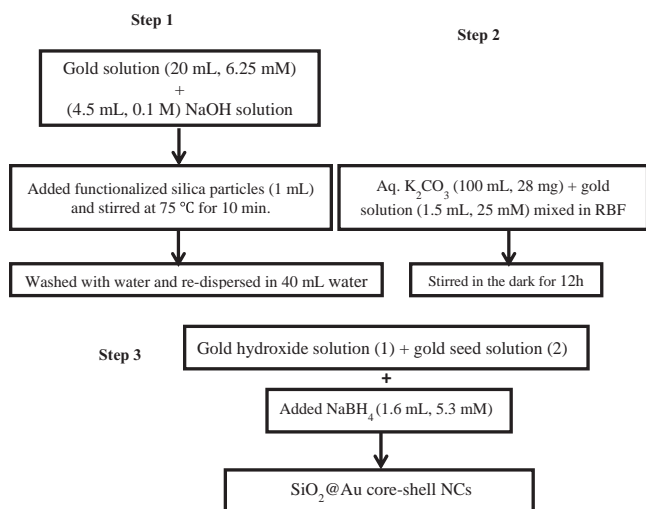 Step 1
Gold solution (20 mL, 6.25 mM)
+
(4.5 mL, 0.1 M) NaOH solution
Added functionalized silica particles (1 mL)
and stirred at 75 °C for 10 min.
Washed with water and re-dispersed in 40 mL water
Step 2
Aq. K₂CO₃ (100 mL, 28 mg) + gold
solution (1.5 mL, 25 mM) mixed in RBF
Stirred in the dark for 12h
Step 3
Gold hydroxide solution (1) + gold seed solution (2)
+
Added NaBH₄ (1.6 mL, 5.3 mM)
SiO₂@Au core-shell NCs